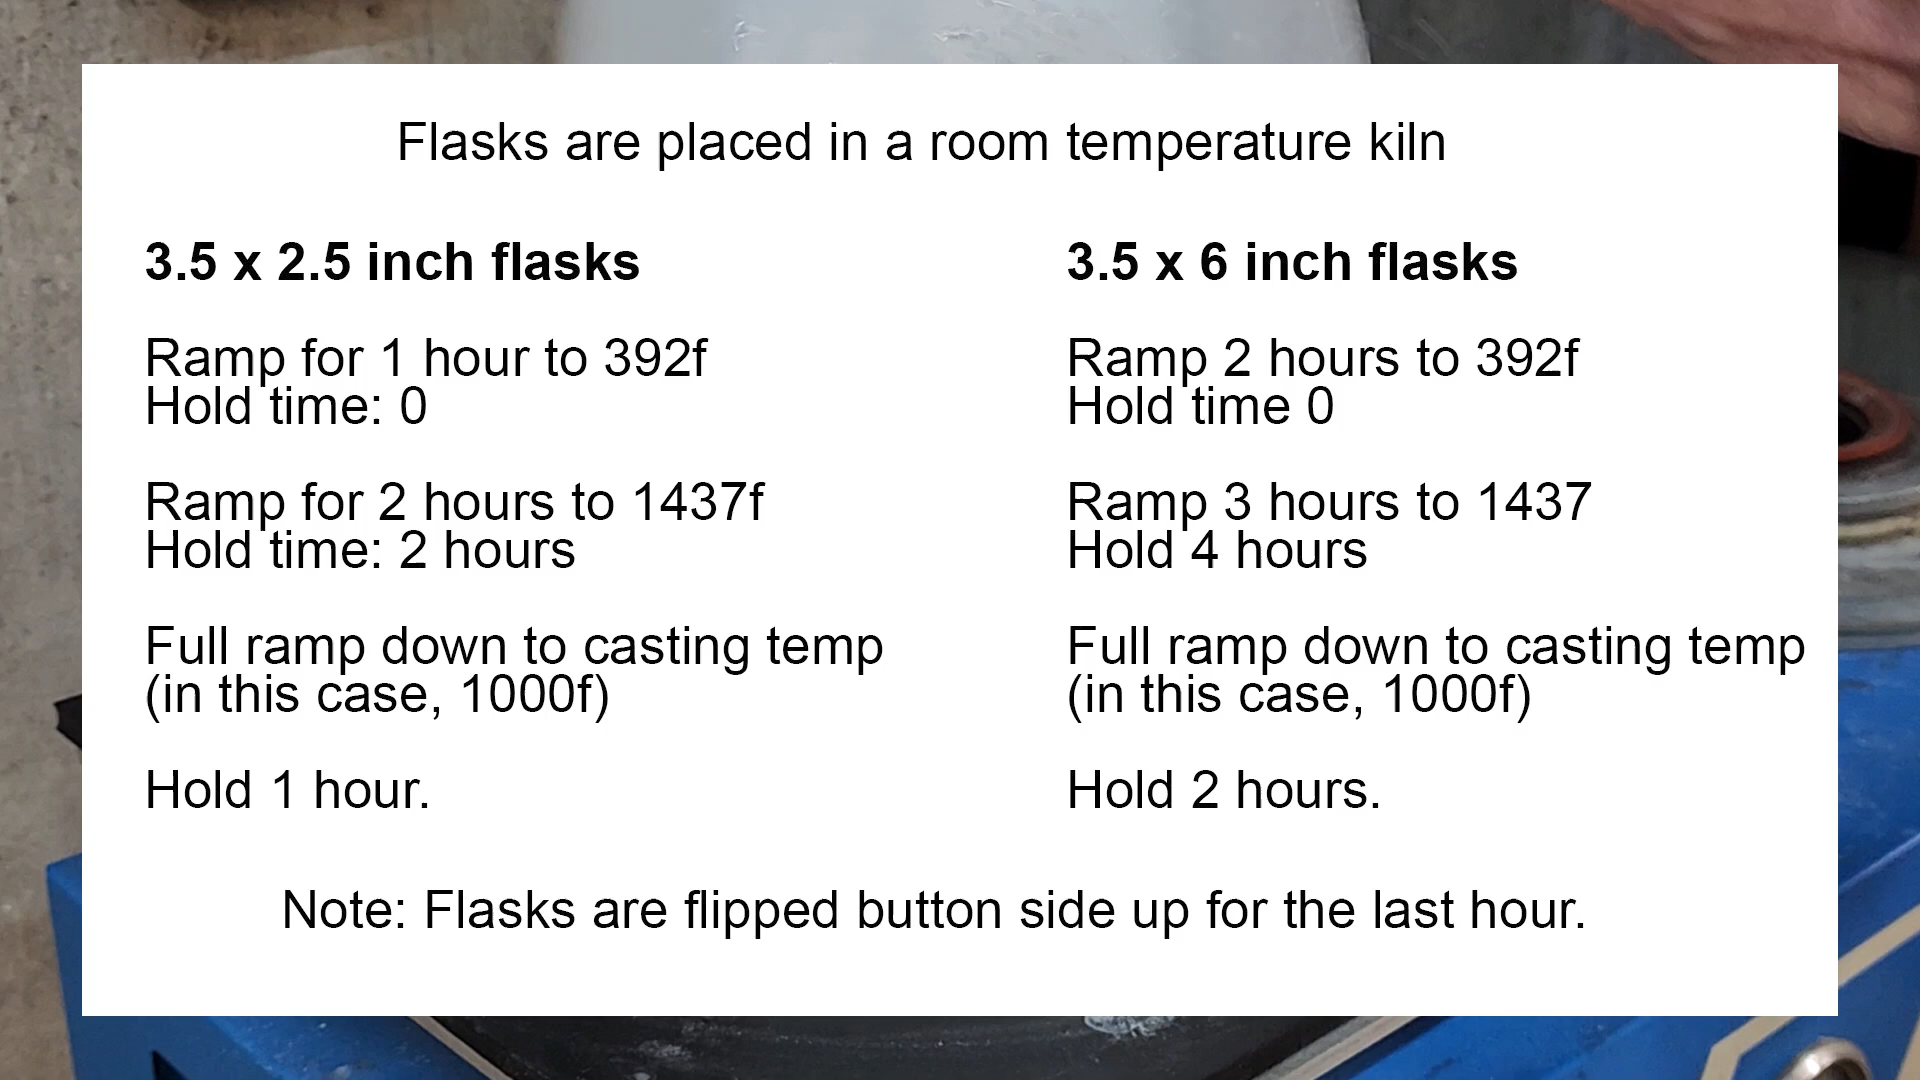 Flasks are placed in a room temperature kiln
3.5 x 2.5 inch flasks
Ramp for 1 hour to 392f
Hold time: 0
Ramp for 2 hours to 1437f
Hold time: 2 hours
Full ramp down to casting temp
(in this case, 1000f)
Hold 1 hour.
3.5 x 6 inch flasks
Ramp 2 hours to 392f
Hold time 0
Ramp 3 hours to 1437
Hold 4 hours
Full ramp down to casting temp
(in this case, 1000f)
Hold 2 hours.
Note: Flasks are flipped button side up for the last hour.